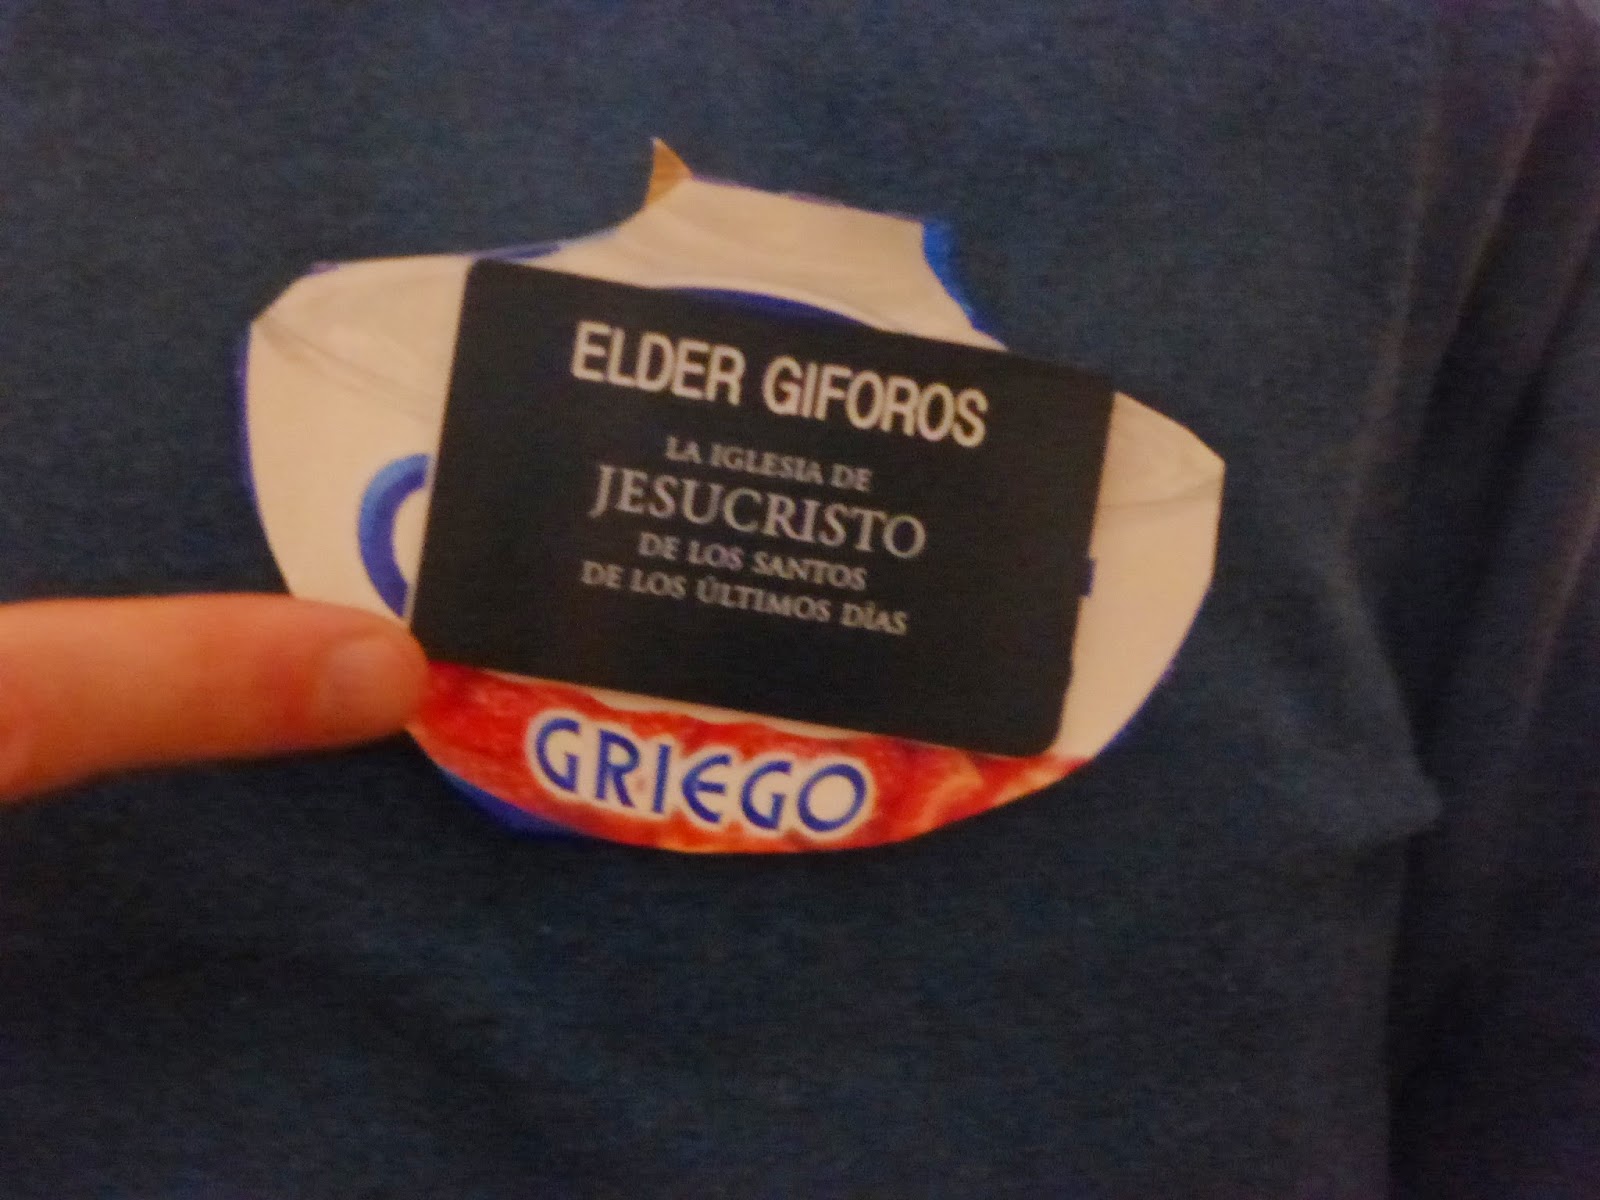 ELDER GIFOROS
LA IGLESIA DE
JESUCRISTO
DE LOS SANTOS
DE LOS ÚLTIMOS DÍAS
GRIEGO